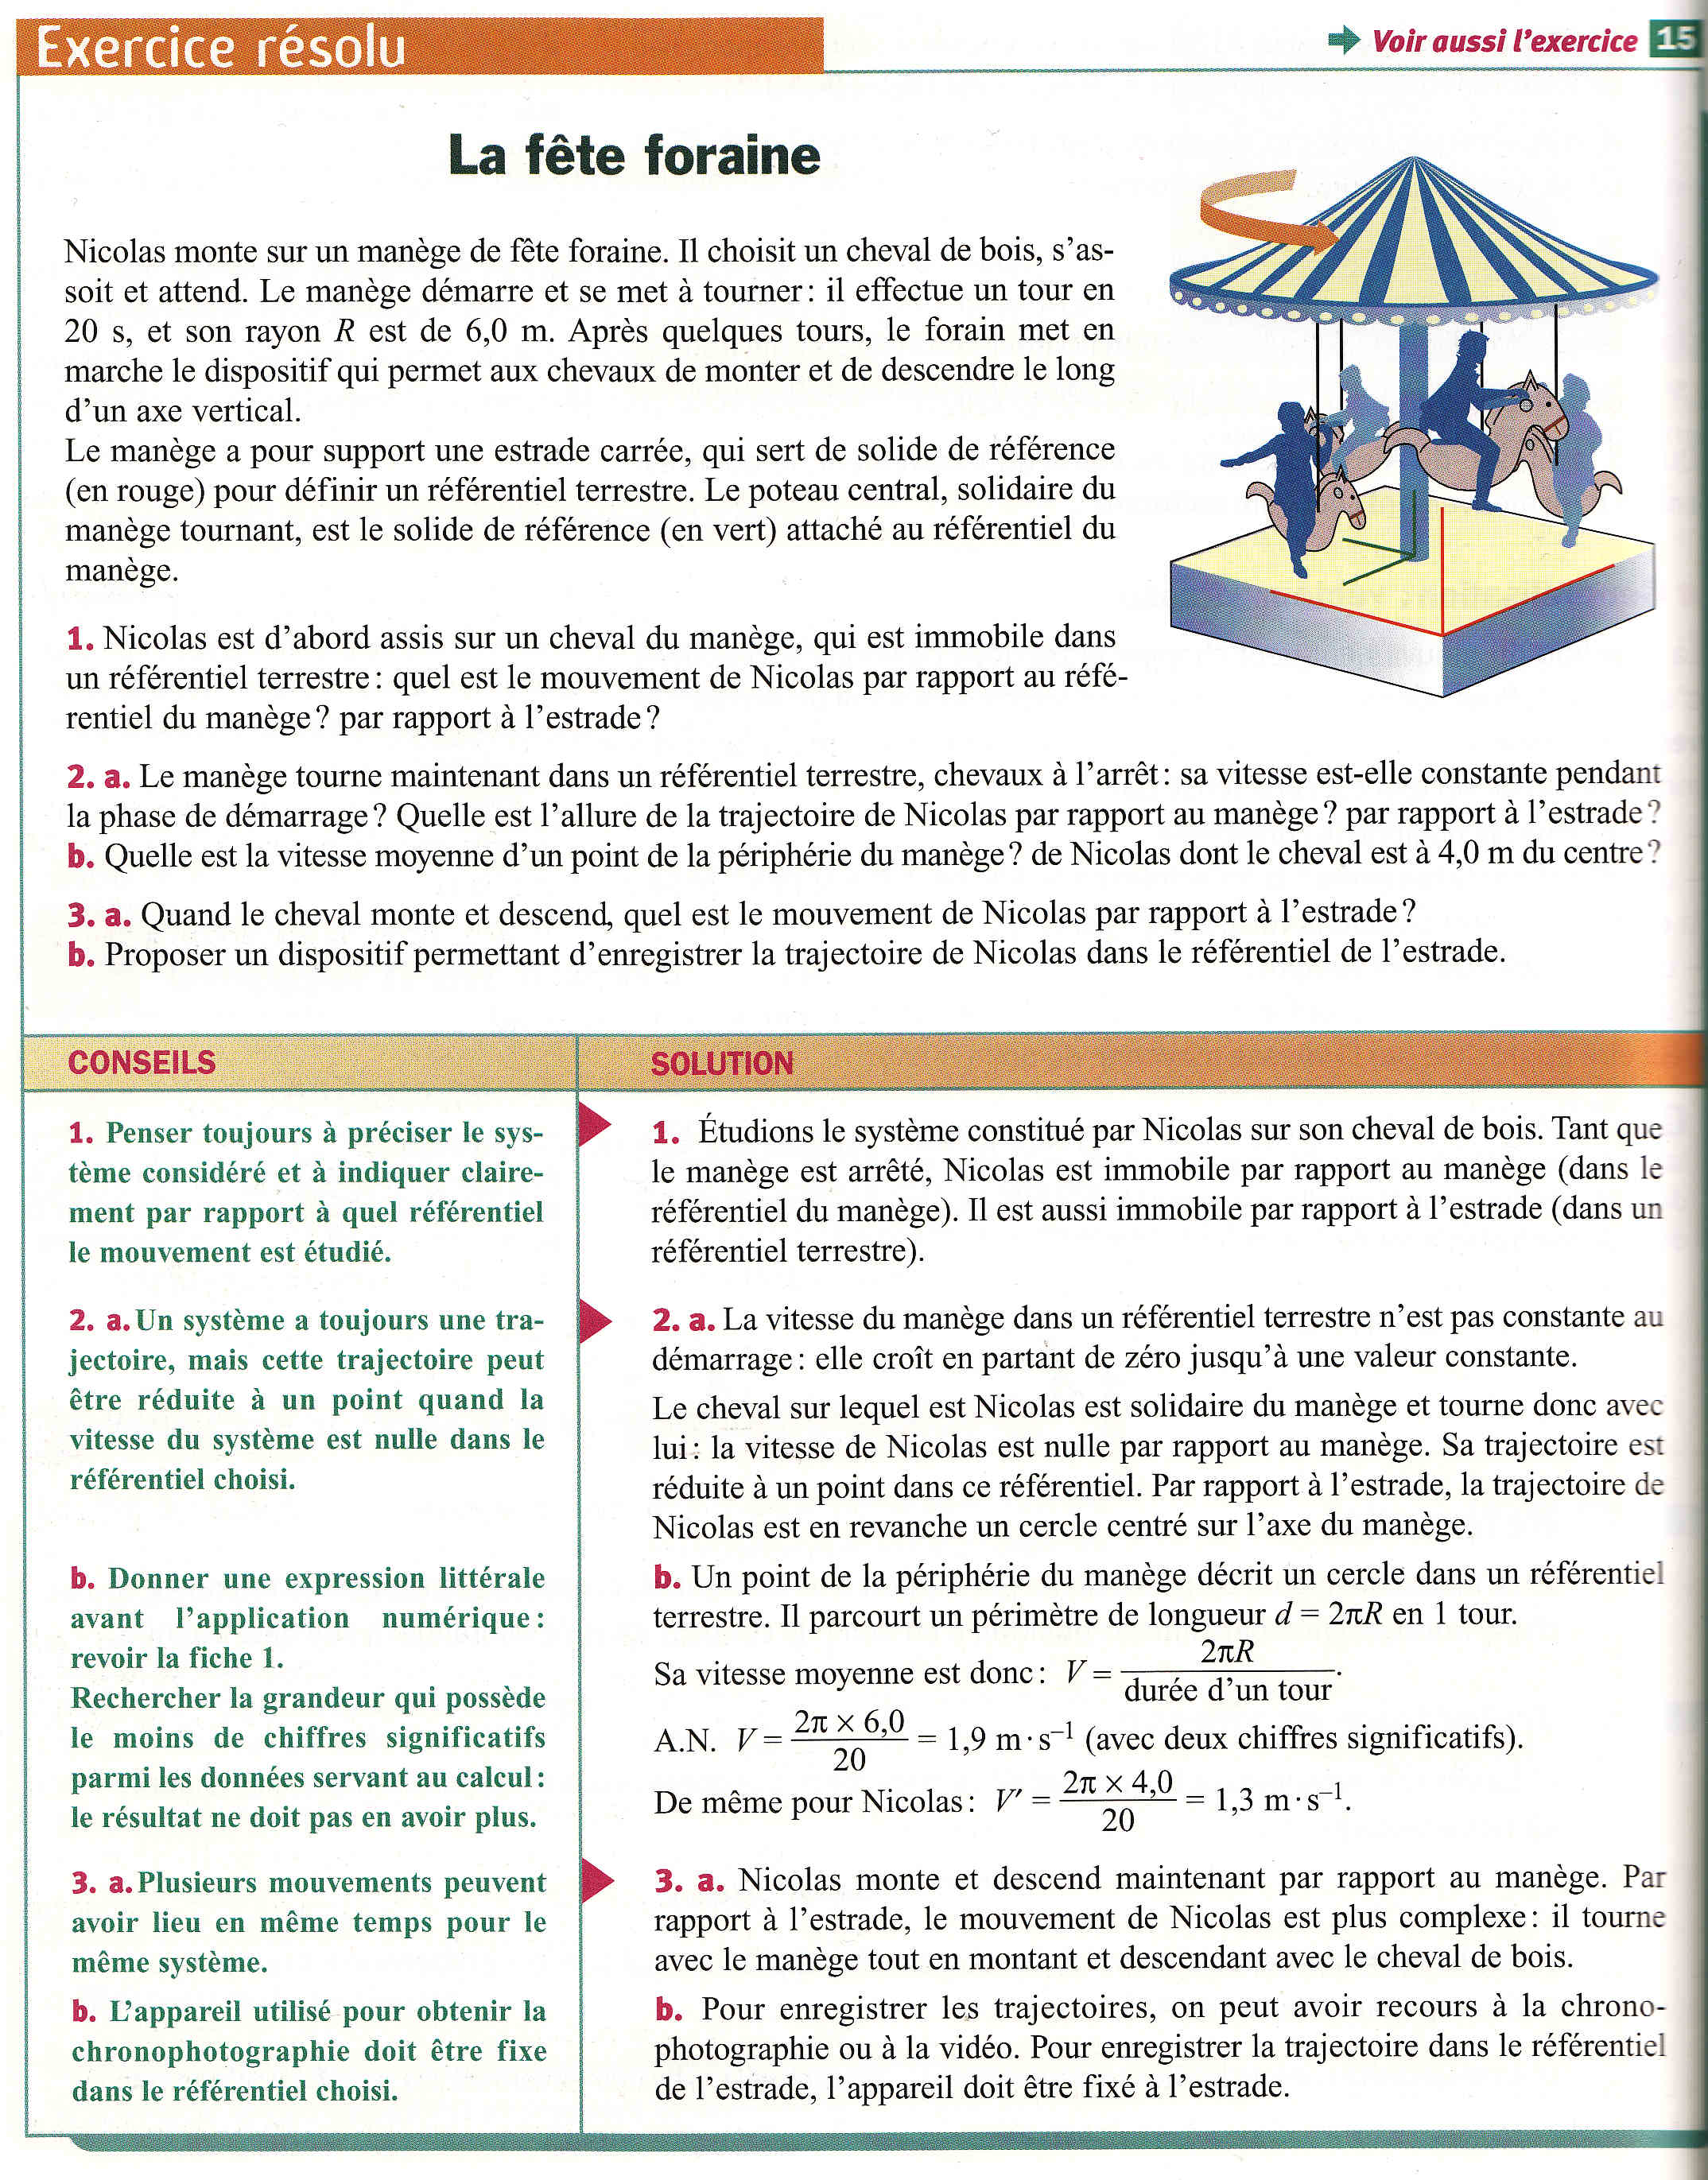 Exercice résolu
Voir aussi l'exercice 15
La fête foraine
Nicolas monte sur un manège de fête foraine. Il choisit un cheval de bois, s'as-
soit et attend. Le manège démarre et se met à tourner : il effectue un tour en
20 s, et son rayon R est de 6,0 m. Après quelques tours, le forain met en
marche le dispositif qui permet aux chevaux de monter et de descendre le long
d'un axe vertical.
Le manège a pour support une estrade carrée, qui sert de solide de référence
(en rouge) pour définir un référentiel terrestre. Le poteau central, solidaire du
manège tournant, est le solide de référence (en vert) attaché au référentiel du
manège.
1. Nicolas est d'abord assis sur un cheval du manège, qui est immobile dans
un référentiel terrestre : quel est le mouvement de Nicolas par rapport au réfé-
rentiel du manège ? par rapport à l'estrade ?
2. a. Le manège tourne maintenant dans un référentiel terrestre, chevaux à l'arrêt : sa vitesse est-elle constante pendant
la phase de démarrage ? Quelle est l'allure de la trajectoire de Nicolas par rapport au manège ? par rapport à l'estrade ?
b. Quelle est la vitesse moyenne d'un point de la périphérie du manège ? de Nicolas dont le cheval est à 4,0 m du centre ?
3. a. Quand le cheval monte et descend, quel est le mouvement de Nicolas par rapport à l'estrade ?
b. Proposer un dispositif permettant d'enregistrer la trajectoire de Nicolas dans le référentiel de l'estrade.
CONSEILS
1. Penser toujours à préciser le sys-
tème considéré et à indiquer claire-
ment par rapport à quel référentiel
le mouvement est étudié.
2. a. Un système a toujours une tra-
jectoire, mais cette trajectoire peut
être réduite à un point quand la
vitesse du système est nulle dans le
référentiel choisi.
b. Donner une expression littérale
avant l'application numérique :
revoir la fiche 1.
Rechercher la grandeur qui possède
le moins de chiffres significatifs
parmi les données servant au calcul :
le résultat ne doit pas en avoir plus.
3. a. Plusieurs mouvements peuvent
avoir lieu en même temps pour le
même système.
b. L'appareil utilisé pour obtenir la
chronophotographie doit être fixe
dans le référentiel choisi.
SOLUTION
1. Étudions le système constitué par Nicolas sur son cheval de bois. Tant que
le manège est arrêté, Nicolas est immobile par rapport au manège (dans le
référentiel du manège). Il est aussi immobile par rapport à l'estrade (dans un
référentiel terrestre).
2. a. La vitesse du manège dans un référentiel terrestre n'est pas constante au
démarrage : elle croît en partant de zéro jusqu'à une valeur constante.
Le cheval sur lequel est Nicolas est solidaire du manège et tourne donc avec
lui : la vitesse de Nicolas est nulle par rapport au manège. Sa trajectoire est
réduite à un point dans ce référentiel. Par rapport à l'estrade, la trajectoire de
Nicolas est en revanche un cercle centré sur l'axe du manège.
b. Un point de la périphérie du manège décrit un cercle dans un référentiel
terrestre. Il parcourt un périmètre de longueur d = 2πR en 1 tour.
Sa vitesse moyenne est donc : V = 2πR / durée d'un tour.
A.N. V = 2π × 6,0 / 20 = 1,9 m·s⁻¹ (avec deux chiffres significatifs).
De même pour Nicolas : V′ = 2π × 4,0 / 20 = 1,3 m·s⁻¹.
3. a. Nicolas monte et descend maintenant par rapport au manège. Par
rapport à l'estrade, le mouvement de Nicolas est plus complexe : il tourne
avec le manège tout en montant et descendant avec le cheval de bois.
b. Pour enregistrer les trajectoires, on peut avoir recours à la chrono-
photographie ou à la vidéo. Pour enregistrer la trajectoire dans le référentiel
de l'estrade, l'appareil doit être fixé à l'estrade.